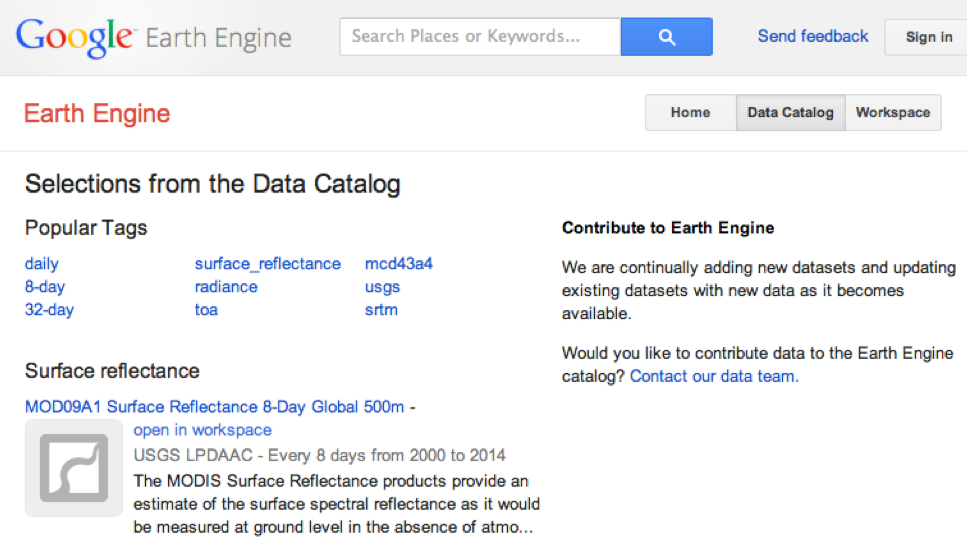 Google Earth Engine
Search Places or Keywords...
Send feedback
Sign in
Earth Engine
Home
Data Catalog
Workspace
Selections from the Data Catalog
Popular Tags
daily
surface_reflectance
mcd43a4
8-day
radiance
usgs
32-day
toa
srtm
Surface reflectance
MOD09A1 Surface Reflectance 8-Day Global 500m -
open in workspace
USGS LPDAAC - Every 8 days from 2000 to 2014
The MODIS Surface Reflectance products provide an
estimate of the surface spectral reflectance as it would
be measured at ground level in the absence of atmo...
Contribute to Earth Engine
We are continually adding new datasets and updating
existing datasets with new data as it becomes
available.
Would you like to contribute data to the Earth Engine
catalog? Contact our data team.